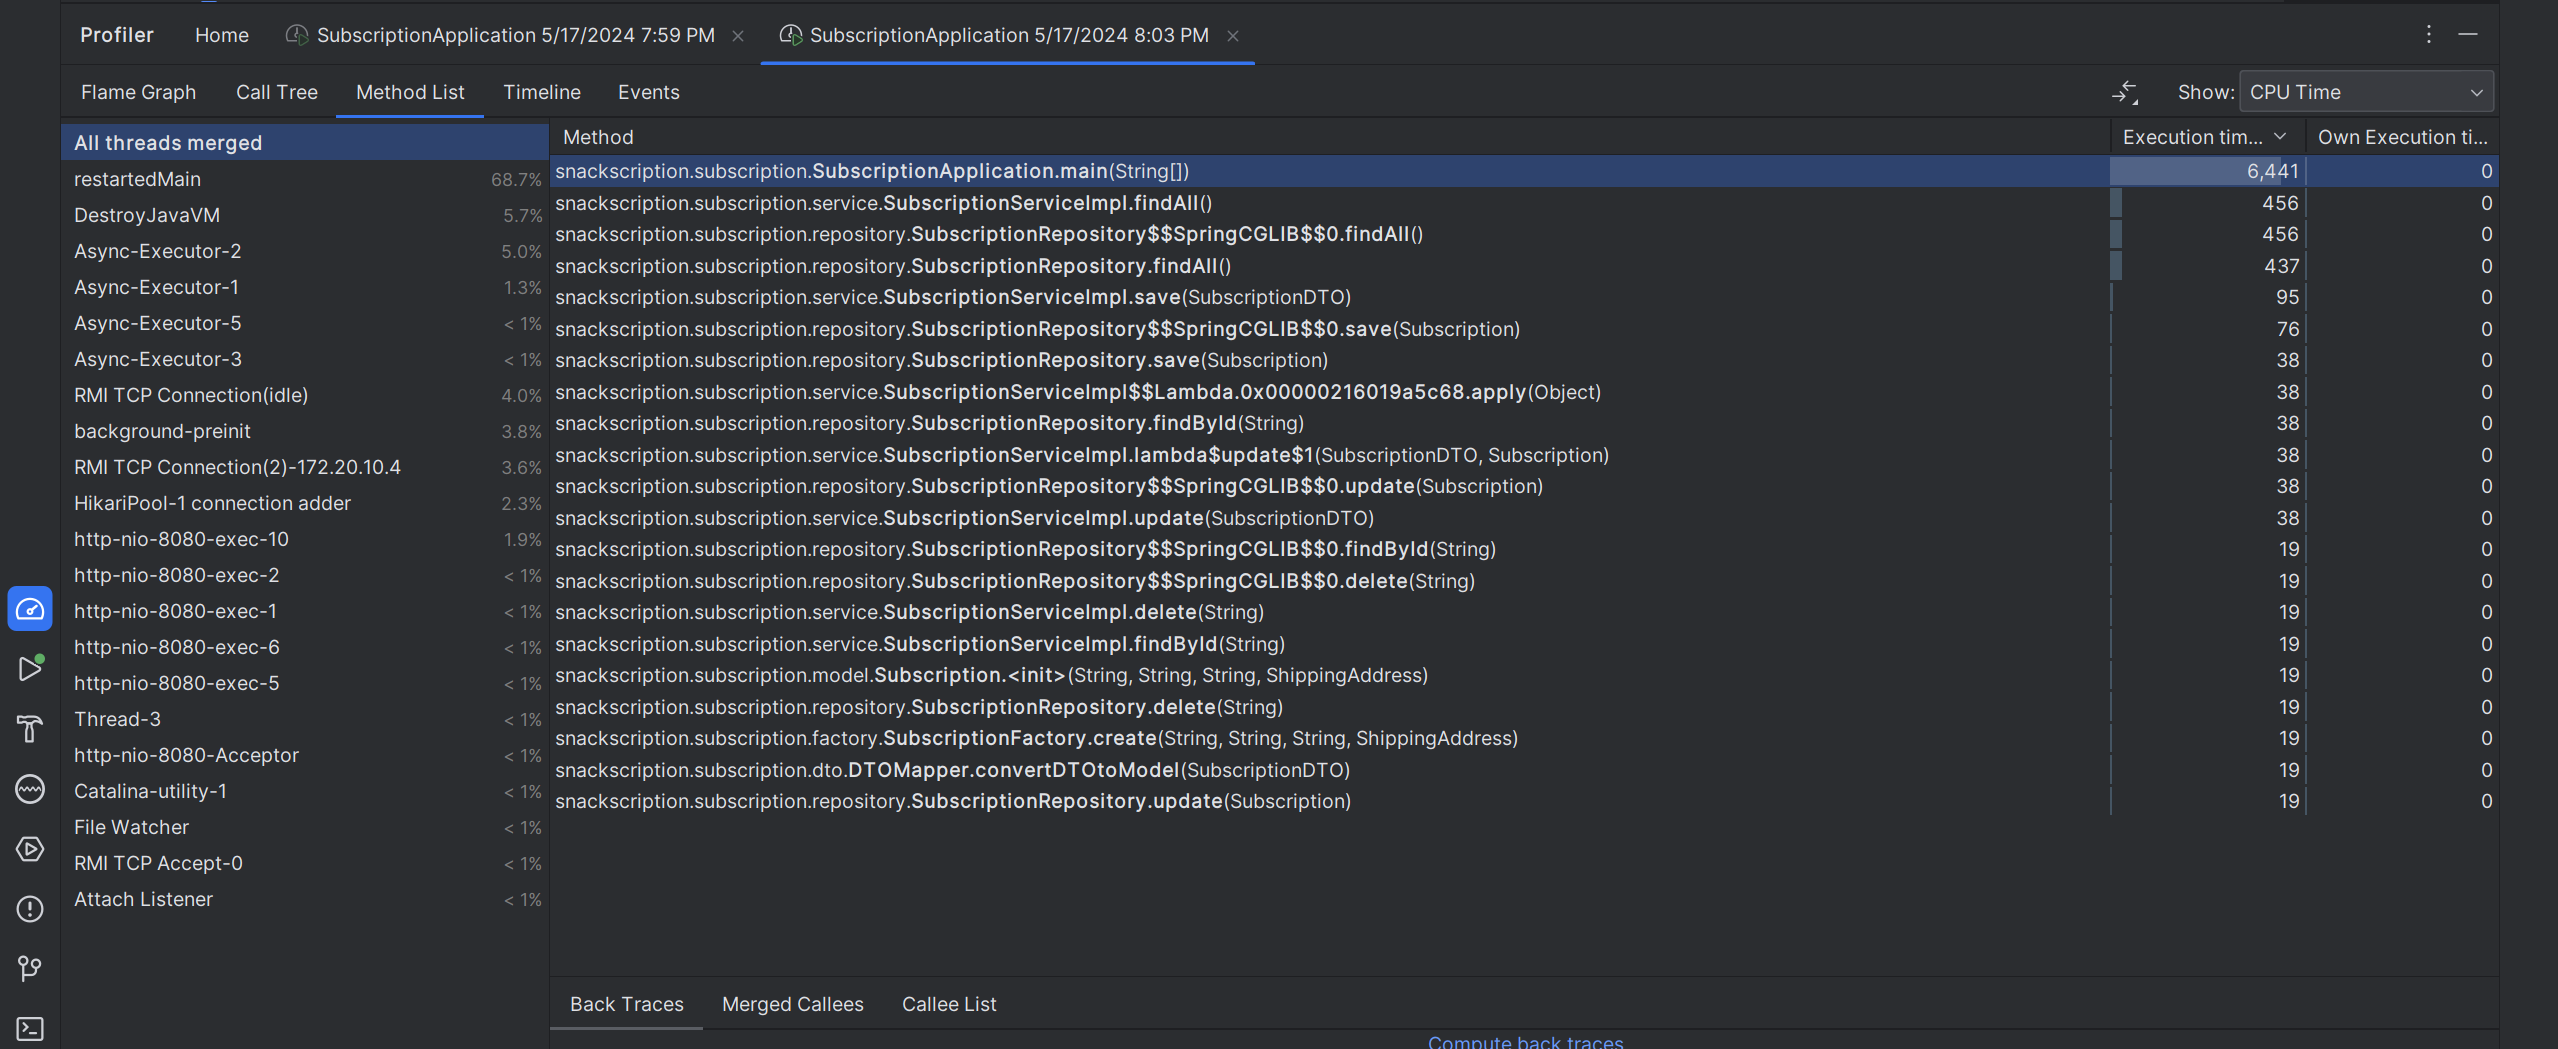 Profiler Home SubscriptionApplication 5/17/2024 7:59 PM SubscriptionApplication 5/17/2024 8:03 PM
Flame Graph Call Tree Method List Timeline Events Show: CPU Time
All threads merged
restartedMain 68.7%
DestroyJavaVM 5.7%
Async-Executor-2 5.0%
Async-Executor-1 1.3%
Async-Executor-5 < 1%
Async-Executor-3 < 1%
RMI TCP Connection(idle) 4.0%
background-preinit 3.8%
RMI TCP Connection(2)-172.20.10.4 3.6%
HikariPool-1 connection adder 2.3%
http-nio-8080-exec-10 1.9%
http-nio-8080-exec-2 < 1%
http-nio-8080-exec-1 < 1%
http-nio-8080-exec-6 < 1%
http-nio-8080-exec-5 < 1%
Thread-3 < 1%
http-nio-8080-Acceptor < 1%
Catalina-utility-1 < 1%
File Watcher < 1%
RMI TCP Accept-0 < 1%
Attach Listener < 1%
Method Execution tim... Own Execution ti...
snackscription.subscription.SubscriptionApplication.main(String[]) 6,441 0
snackscription.subscription.service.SubscriptionServiceImpl.findAll() 456 0
snackscription.subscription.repository.SubscriptionRepository$$SpringCGLIB$$0.findAll() 456 0
snackscription.subscription.repository.SubscriptionRepository.findAll() 437 0
snackscription.subscription.service.SubscriptionServiceImpl.save(SubscriptionDTO) 95 0
snackscription.subscription.repository.SubscriptionRepository$$SpringCGLIB$$0.save(Subscription) 76 0
snackscription.subscription.repository.SubscriptionRepository.save(Subscription) 38 0
snackscription.subscription.service.SubscriptionServiceImpl$$Lambda.0x00000216019a5c68.apply(Object) 38 0
snackscription.subscription.repository.SubscriptionRepository.findById(String) 38 0
snackscription.subscription.service.SubscriptionServiceImpl.lambda$update$1(SubscriptionDTO, Subscription) 38 0
snackscription.subscription.repository.SubscriptionRepository$$SpringCGLIB$$0.update(Subscription) 38 0
snackscription.subscription.service.SubscriptionServiceImpl.update(SubscriptionDTO) 38 0
snackscription.subscription.repository.SubscriptionRepository$$SpringCGLIB$$0.findById(String) 19 0
snackscription.subscription.repository.SubscriptionRepository$$SpringCGLIB$$0.delete(String) 19 0
snackscription.subscription.service.SubscriptionServiceImpl.delete(String) 19 0
snackscription.subscription.service.SubscriptionServiceImpl.findById(String) 19 0
snackscription.subscription.model.Subscription.<init>(String, String, String, ShippingAddress) 19 0
snackscription.subscription.repository.SubscriptionRepository.delete(String) 19 0
snackscription.subscription.factory.SubscriptionFactory.create(String, String, String, ShippingAddress) 19 0
snackscription.subscription.dto.DTOMapper.convertDTOtoModel(SubscriptionDTO) 19 0
snackscription.subscription.repository.SubscriptionRepository.update(Subscription) 19 0
Back Traces Merged Callees Callee List
Compute back traces